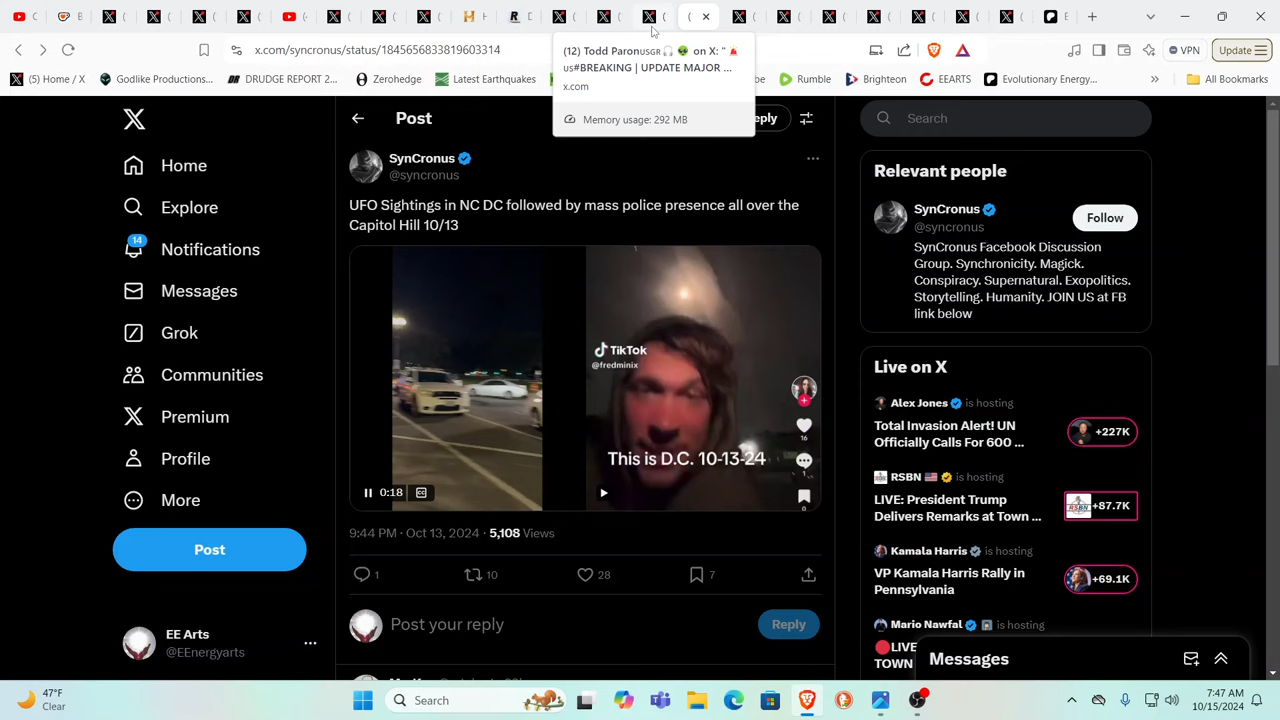 x.com/syncronus/status/1845656833819603314
VPN
Update
(5) Home / X
Godlike Productions...
DRUDGE REPORT 2...
Zerohedge
Latest Earthquakes
Rumble
Brighteon
EEARTS
Evolutionary Energy...
All Bookmarks
(12) Todd Paron on X: "
#BREAKING | UPDATE MAJOR ...
x.com
Memory usage: 292 MB
Home
Explore
14
Notifications
Messages
Grok
Communities
Premium
Profile
More
Post
EE Arts
@EEnergyarts
Post
SynCronus
@syncronus
UFO Sightings in NC DC followed by mass police presence all over the
Capitol Hill 10/13
TikTok
@fredminix
16
1
0
This is D.C. 10-13-24
0:18
9:44 PM · Oct 13, 2024 · 5,108 Views
1
10
28
7
Post your reply
Reply
Search
Relevant people
SynCronus
@syncronus
Follow
SynCronus Facebook Discussion
Group. Synchronicity. Magick.
Conspiracy. Supernatural. Exopolitics.
Storytelling. Humanity. JOIN US at FB
link below
Live on X
Alex Jones is hosting
Total Invasion Alert! UN
Officially Calls For 600 ...
+227K
RSBN is hosting
LIVE: President Trump
Delivers Remarks at Town ...
+87.7K
Kamala Harris is hosting
VP Kamala Harris Rally in
Pennsylvania
+69.1K
Mario Nawfal is hosting
Messages
47°F
Clear
Search
7:47 AM
10/15/2024